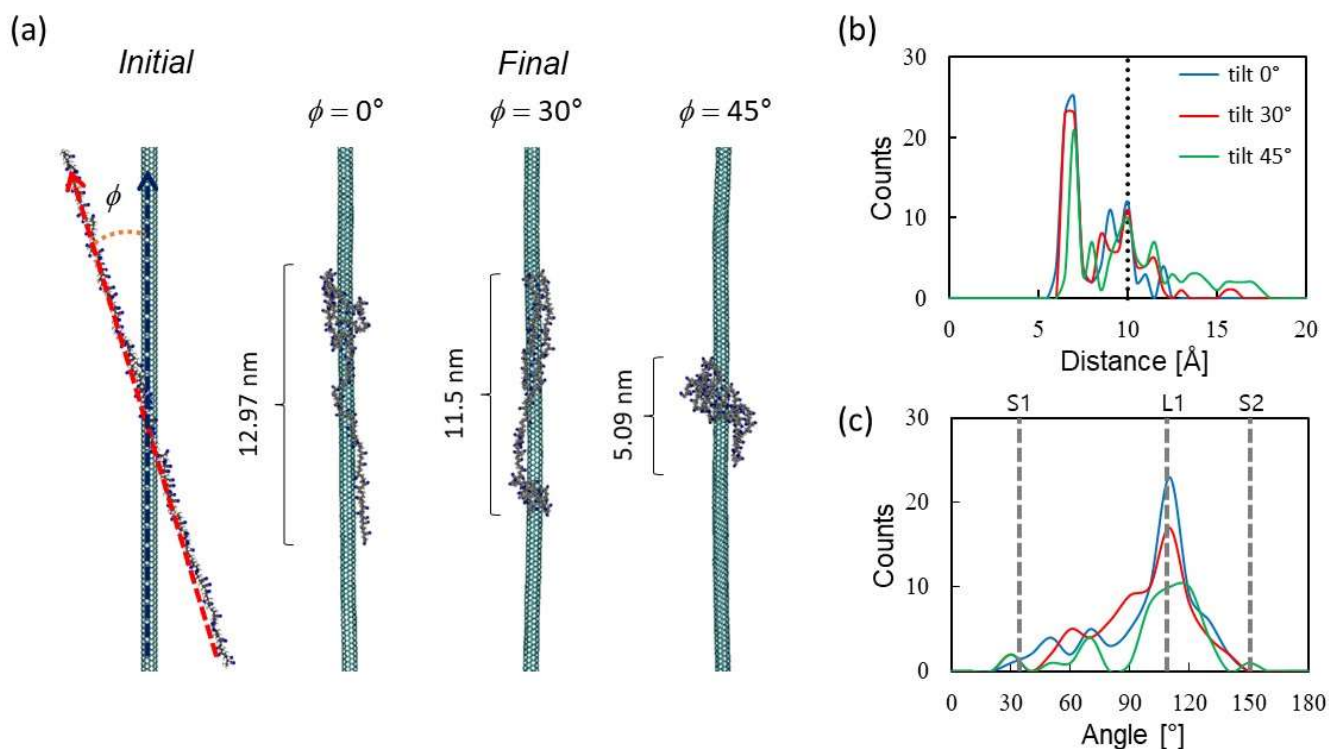 (a)
Initial
Final
ϕ = 0°
ϕ = 30°
ϕ = 45°
ϕ
12.97 nm
11.5 nm
5.09 nm
(b)
30
20
10
0
Counts
tilt 0°
tilt 30°
tilt 45°
0 5 10 15 20
Distance [Å]
(c)
S1 L1 S2
30
20
10
0
Counts
0 30 60 90 120 150 180
Angle [°]